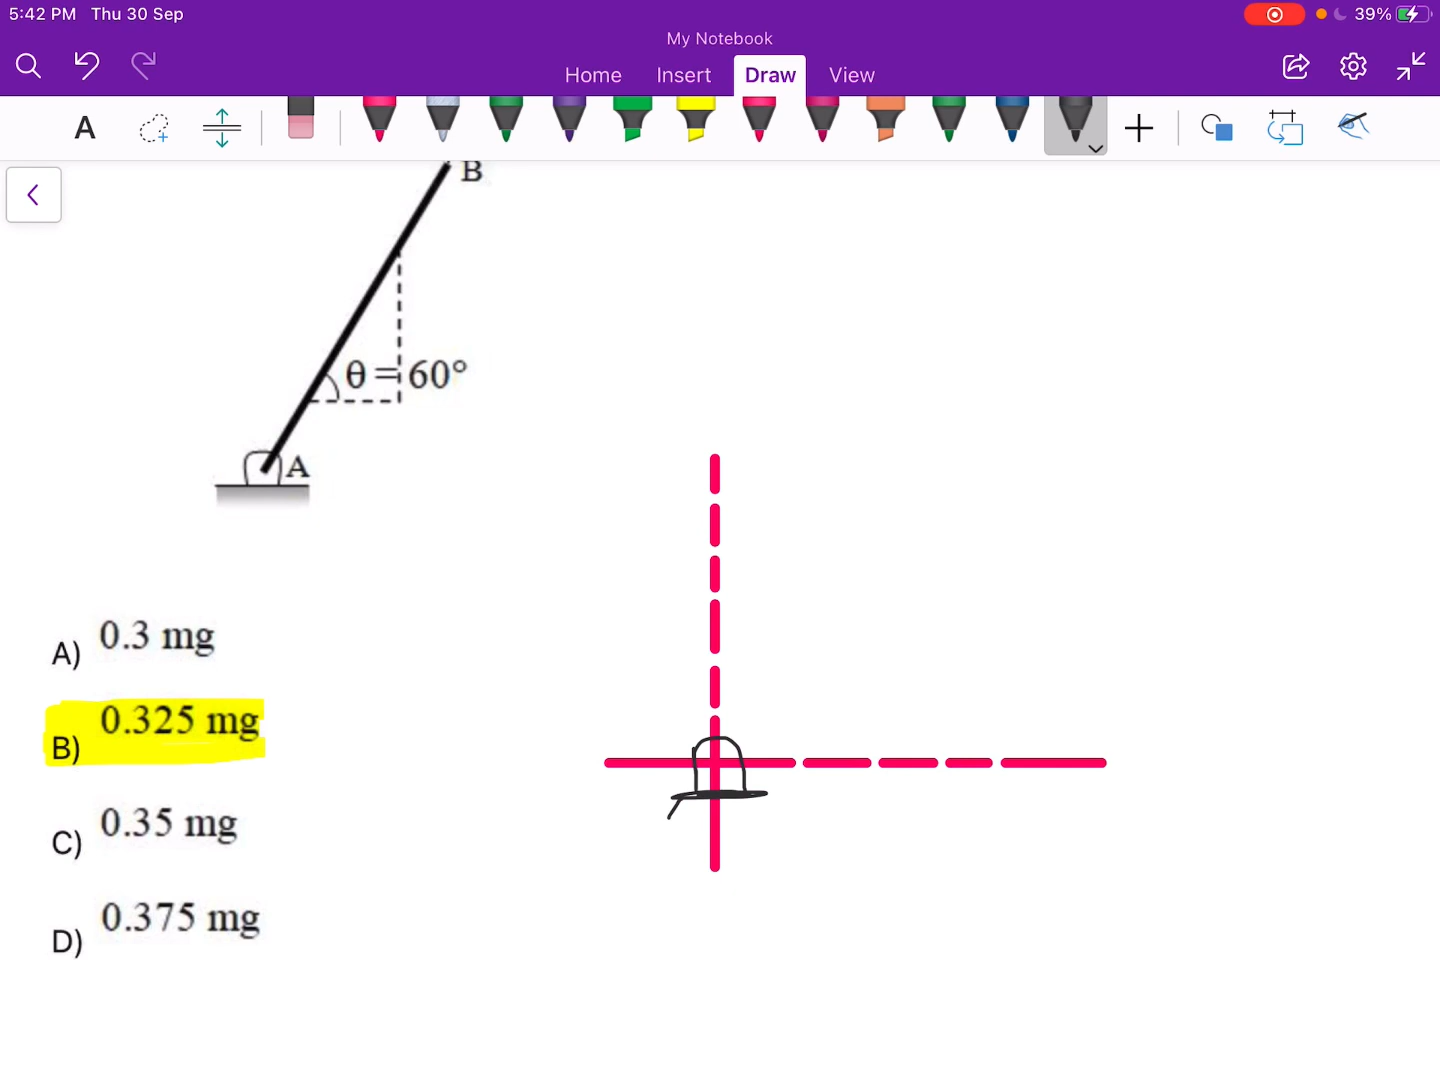 5:42 PM Thu 30 Sep
39%
My Notebook
Home Insert Draw View
A
B
θ = 60°
A
A) 0.3 mg
B) 0.325 mg
C) 0.35 mg
D) 0.375 mg